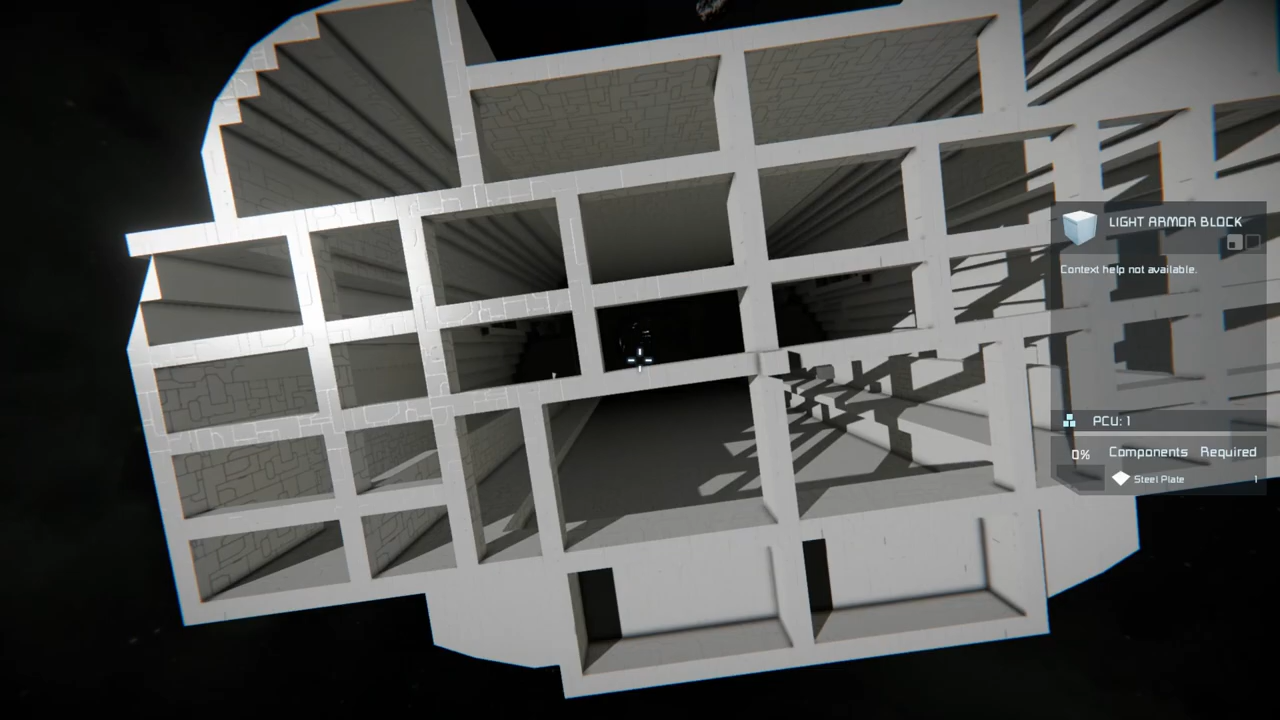 LIGHT ARMOR BLOCK
Context help not available.
PCU: 1
0% Components Required
Steel Plate 1